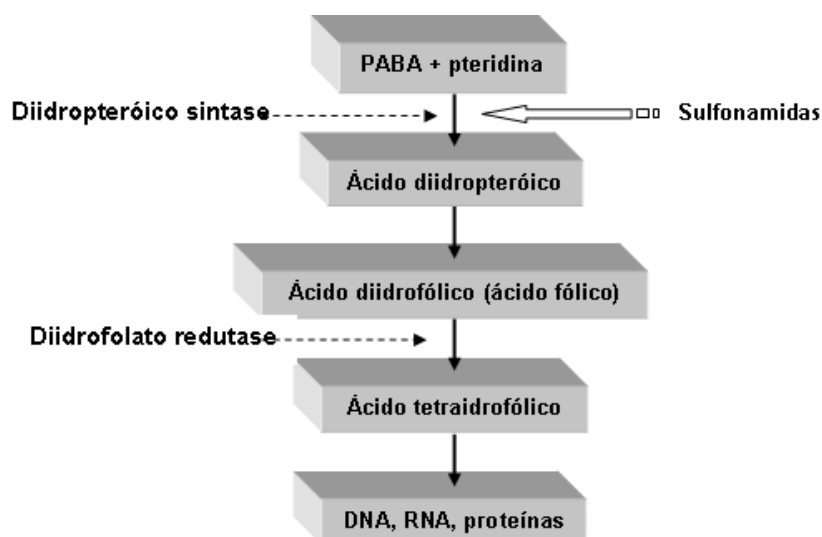 PABA + pteridina
Diidropteróico sintase
Sulfonamidas
Ácido diidropteróico
Ácido diidrofólico (ácido fólico)
Diidrofolato redutase
Ácido tetraidrofólico
DNA, RNA, proteínas